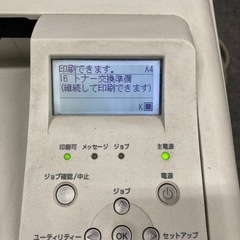 印刷できます。 A4
16 トナー交換準備
(継続して印刷できます)
K
印刷可 メッセージ ジョブ 主電源
ジョブ確認/中止 電源
ジョブ
ユーティリティー OK セットアップ